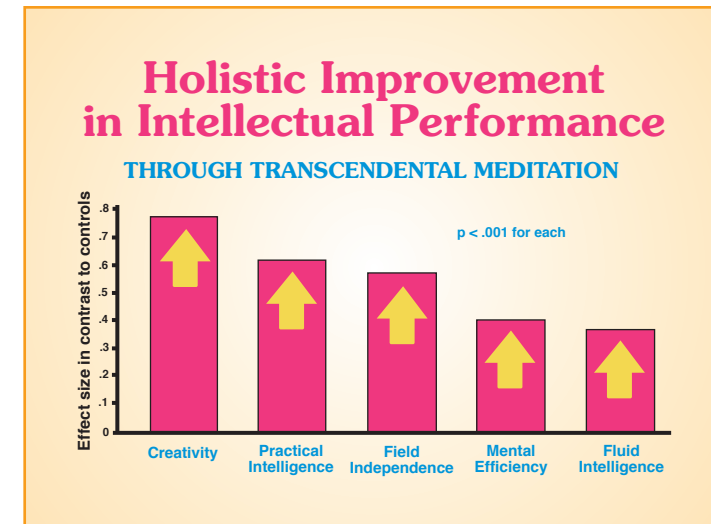 Holistic Improvement
in Intellectual Performance
THROUGH TRANSCENDENTAL MEDITATION
Effect size in contrast to controls
.8
.7
.6
.5
.4
.3
.2
.1
0
p < .001 for each
Creativity
Practical
Intelligence
Field
Independence
Mental
Efficiency
Fluid
Intelligence